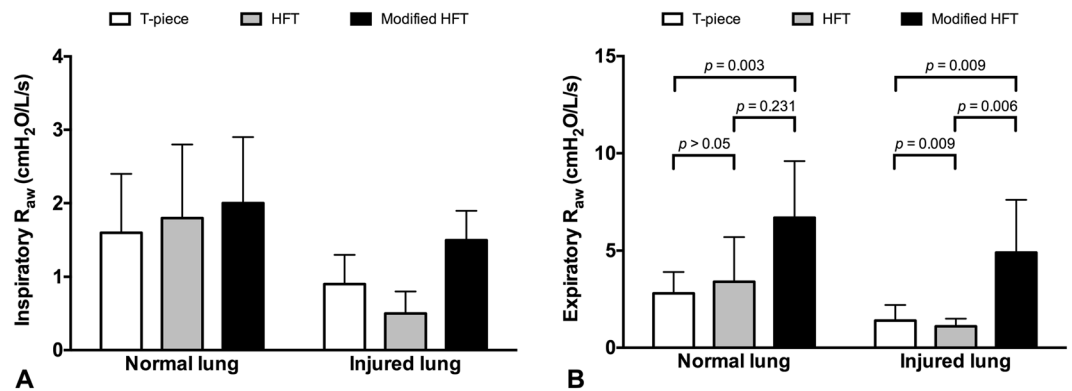 T-piece HFT Modified HFT
Inspiratory Raw (cmH2O/L/s)
4
3
2
1
0
Normal lung Injured lung
A
T-piece HFT Modified HFT
Expiratory Raw (cmH2O/L/s)
15
10
5
0
p = 0.003
p = 0.231
p > 0.05
p = 0.009
p = 0.006
p = 0.009
Normal lung Injured lung
B